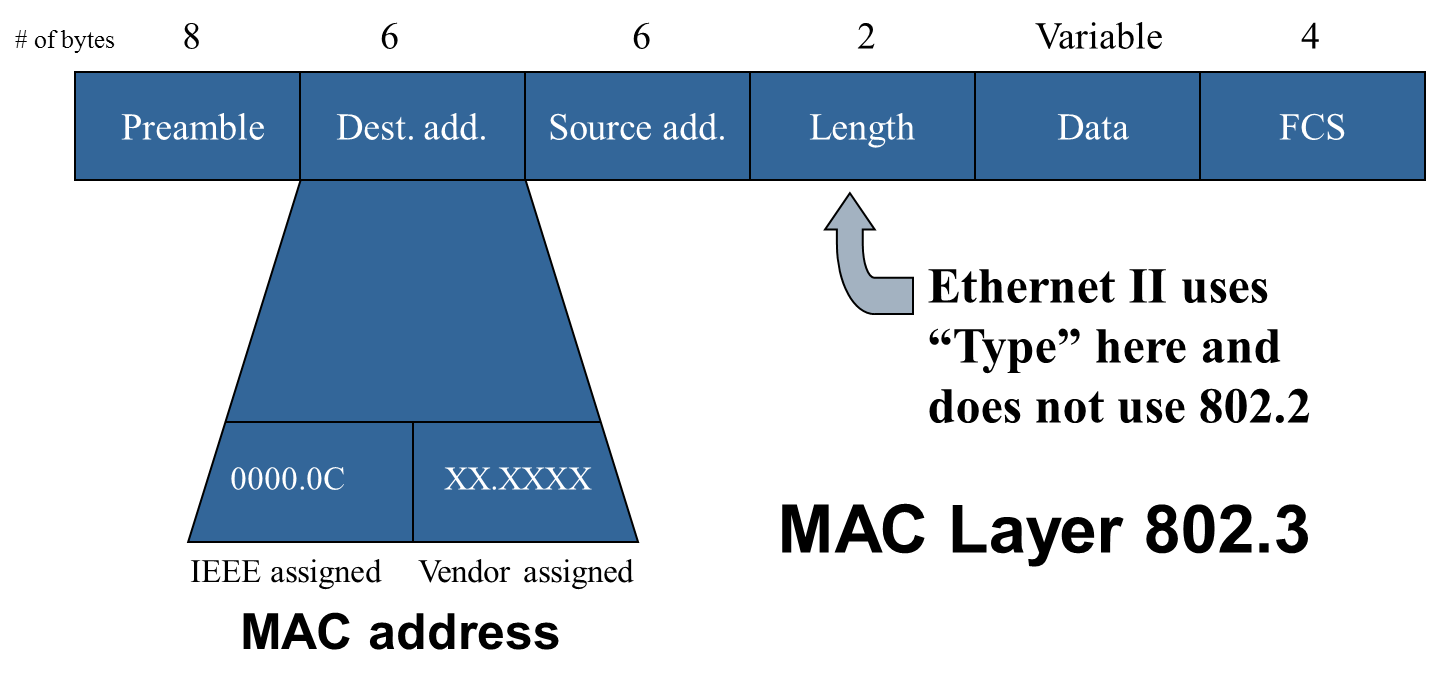 # of bytes 8 6 6 2 Variable 4
Preamble Dest. add. Source add. Length Data FCS
Ethernet II uses
“Type” here and
does not use 802.2
0000.0C XX.XXXX
MAC Layer 802.3
IEEE assigned Vendor assigned
MAC address